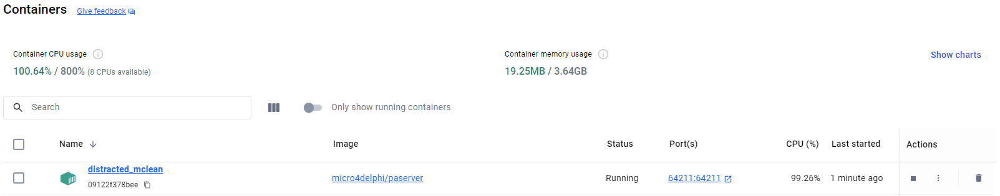 Containers Give feedback
Container CPU usage
100.64% / 800% (8 CPUs available)
Container memory usage
19.25MB / 3.64GB
Show charts
Search
Only show running containers
Name Image Status Port(s) CPU (%) Last started Actions
distracted_mclean
09122f378bee
micro4delphi/paserver Running 64211:64211 99.26% 1 minute ago